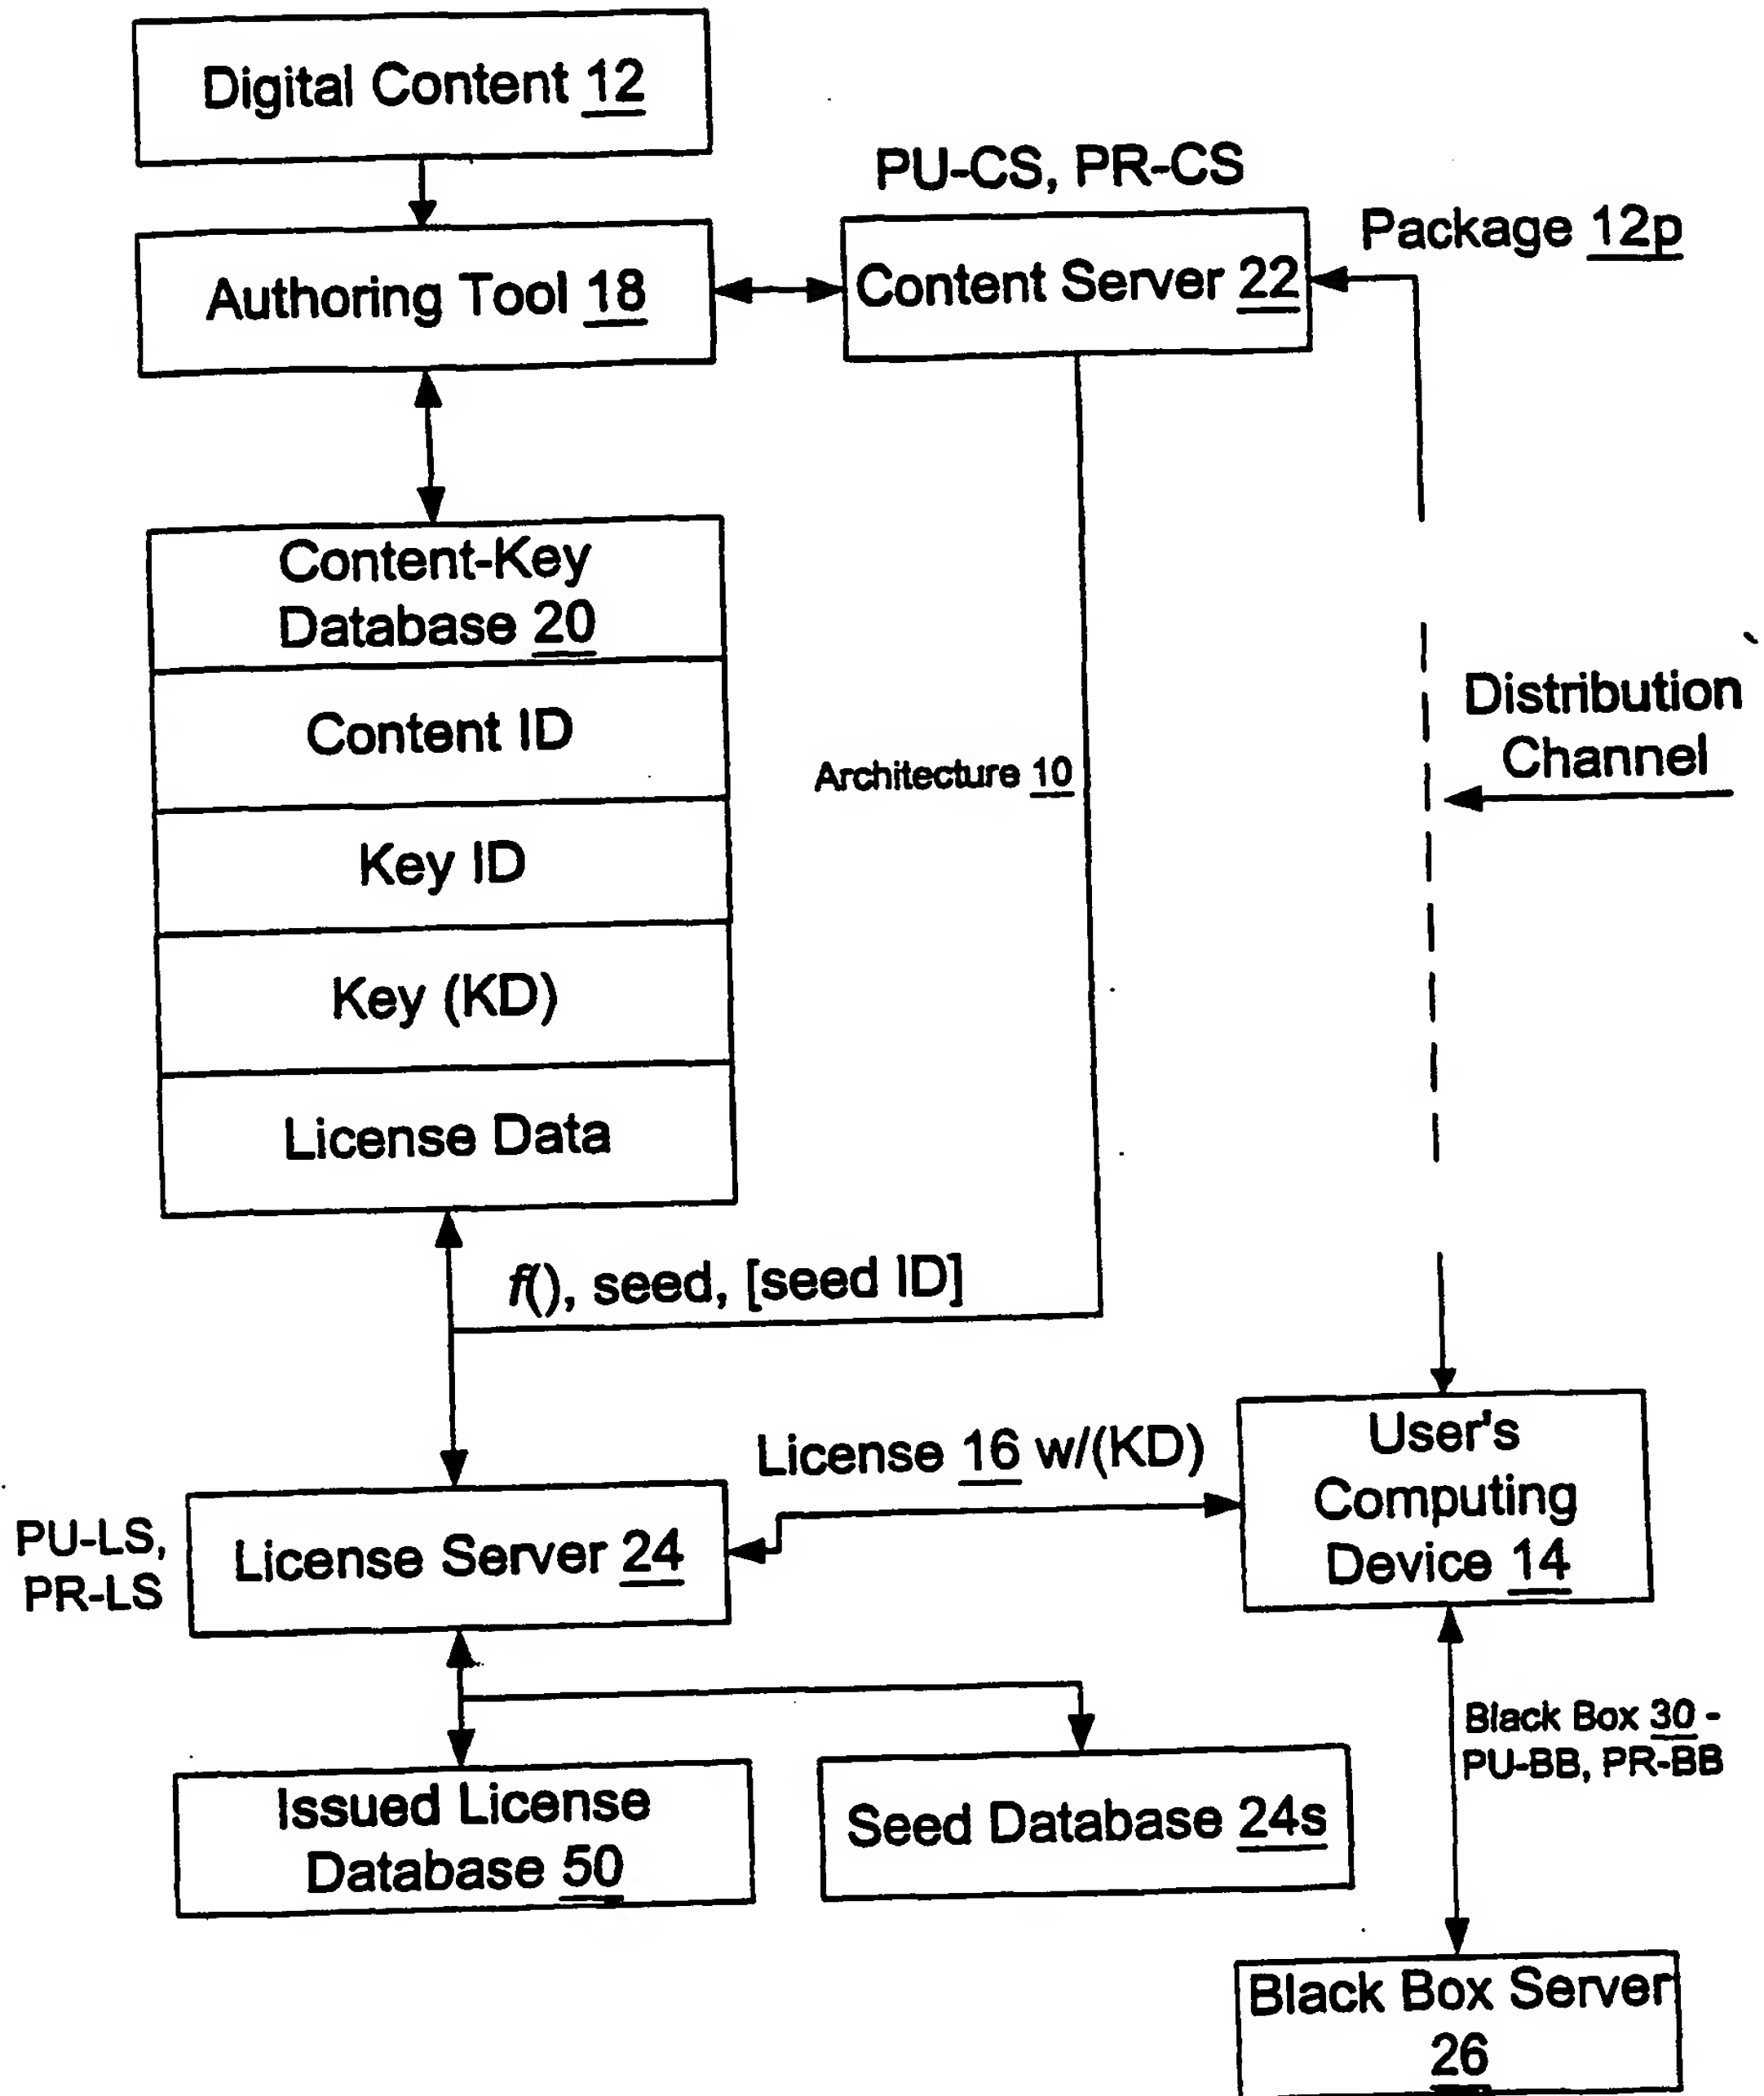 Digital Content 12
PU-CS, PR-CS
Package 12p
Authoring Tool 18
Content Server 22
Content-Key
Database 20
Content ID
Key ID
Key (KD)
License Data
Architecture 10
Distribution
Channel
f(), seed, [seed ID]
License 16 w/(KD)
User's
Computing
Device 14
PU-LS,
PR-LS
License Server 24
Black Box 30 -
PU-BB, PR-BB
Issued License
Database 50
Seed Database 24s
Black Box Server
26